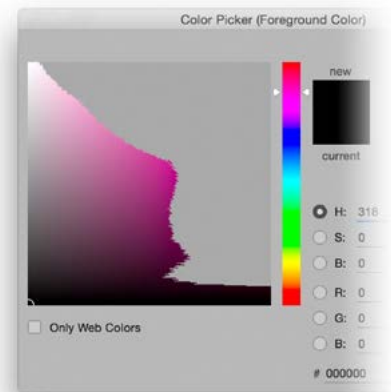 Color Picker (Foreground Color)
new
current
H: 318
S: 0
B: 0
R: 0
G: 0
B: 0
Only Web Colors
# 000000